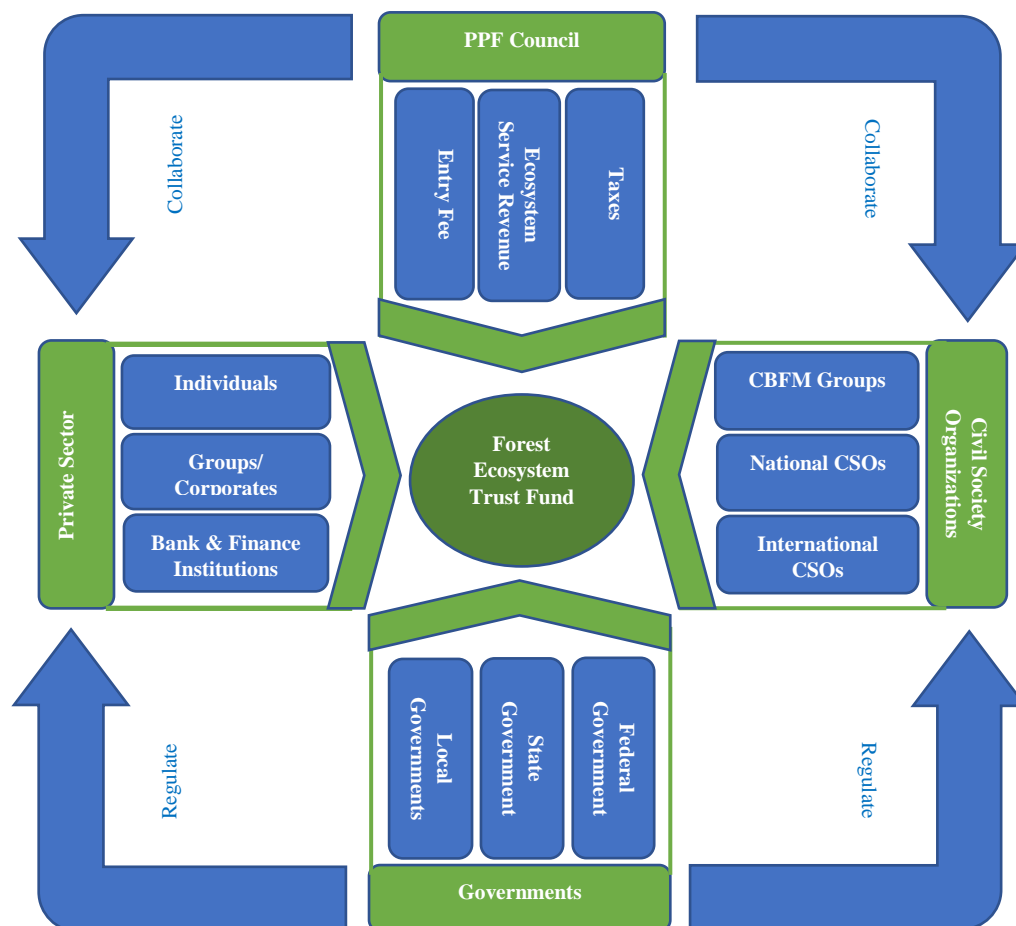 PPF Council
Collaborate
Collaborate
Entry Fee
Ecosystem
Service Revenue
Taxes
Private Sector
Individuals
Groups/
Corporates
Bank & Finance
Institutions
Forest
Ecosystem
Trust Fund
CBFM Groups
National CSOs
International
CSOs
Civil Society
Organizations
Regulate
Regulate
Local
Governments
State
Government
Federal
Government
Governments